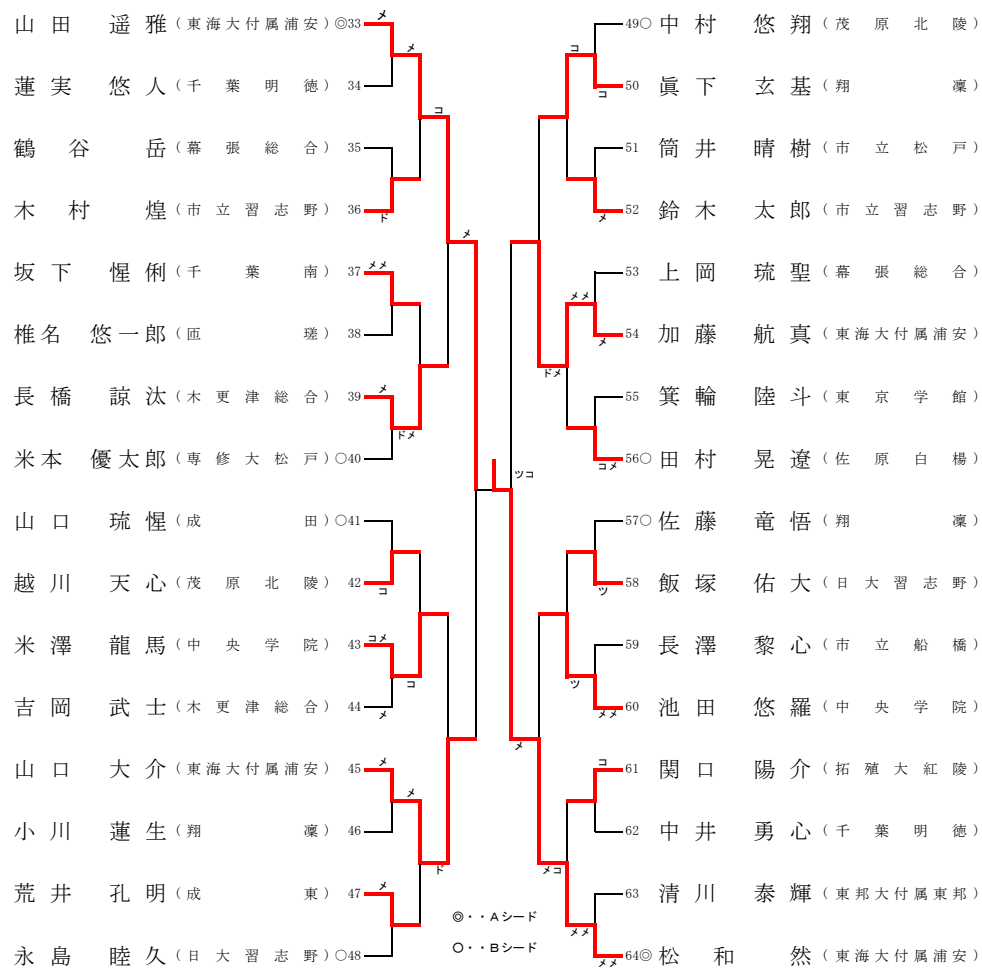 山田 遥雅 (東海大付属浦安) ◎33
メ
メ
蓮実 悠人 (千葉明徳) 34
コ
鶴谷 岳 (幕張総合) 35
木村 煌 (市立習志野) 36
ド
メ
坂下 惺俐 (千葉南) 37
メメ
椎名 悠一郎 (匝瑳) 38
長橋 諒汰 (木更津総合) 39
メ
ドメ
米本 優太郎 (専修大松戸) ○40
山口 琉惺 (成田) ○41
越川 天心 (茂原北陵) 42
コ
米澤 龍馬 (中央学院) 43
コメ
コ
吉岡 武士 (木更津総合) 44
メ
山口 大介 (東海大付属浦安) 45
メ
メ
小川 蓮生 (翔凜) 46
ド
荒井 孔明 (成東) 47
メ
永島 睦久 (日大習志野) ○48
49○ 中村 悠翔 (茂原北陵)
コ
50 眞下 玄基 (翔凜)
コ
51 筒井 晴樹 (市立松戸)
52 鈴木 太郎 (市立習志野)
メ
53 上岡 琉聖 (幕張総合)
メメ
54 加藤 航真 (東海大付属浦安)
メ
ドメ
55 箕輪 陸斗 (東京学館)
56○ 田村 晃遼 (佐原白楊)
コメ
ツコ
57○ 佐藤 竜悟 (翔凜)
58 飯塚 佑大 (日大習志野)
ツ
59 長澤 黎心 (市立船橋)
ツ
60 池田 悠羅 (中央学院)
メメ
メ
61 関口 陽介 (拓殖大紅陵)
コ
62 中井 勇心 (千葉明徳)
メコ
63 清川 泰輝 (東邦大付属東邦)
メメ
64◎ 松和 然 (東海大付属浦安)
メメ
◎・・Aシード
○・・Bシード